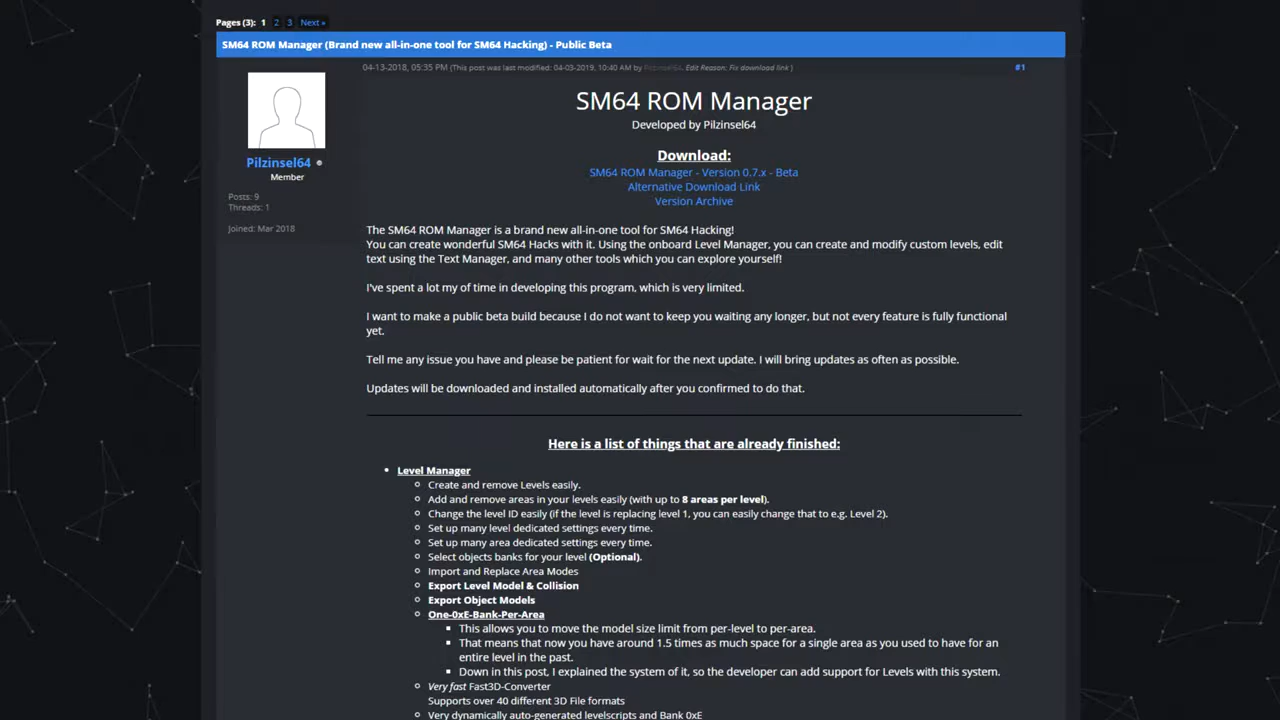 Pages (3): 1 2 3 Next »
SM64 ROM Manager (Brand new all-in-one tool for SM64 Hacking) - Public Beta
04-13-2018, 05:35 PM (This post was last modified: 04-03-2019, 10:40 AM by Pilzinsel64. Edit Reason: Fix download link )
#1
Pilzinsel64
Member
Posts: 9
Threads: 1
Joined: Mar 2018
SM64 ROM Manager
Developed by Pilzinsel64
Download:
SM64 ROM Manager - Version 0.7.x - Beta
Alternative Download Link
Version Archive
The SM64 ROM Manager is a brand new all-in-one tool for SM64 Hacking!
You can create wonderful SM64 Hacks with it. Using the onboard Level Manager, you can create and modify custom levels, edit
text using the Text Manager, and many other tools which you can explore yourself!
I've spent a lot my of time in developing this program, which is very limited.
I want to make a public beta build because I do not want to keep you waiting any longer, but not every feature is fully functional
yet.
Tell me any issue you have and please be patient for wait for the next update. I will bring updates as often as possible.
Updates will be downloaded and installed automatically after you confirmed to do that.
Here is a list of things that are already finished:
Level Manager
Create and remove Levels easily.
Add and remove areas in your levels easily (with up to 8 areas per level).
Change the level ID easily (if the level is replacing level 1, you can easily change that to e.g. Level 2).
Set up many level dedicated settings every time.
Set up many area dedicated settings every time.
Select objects banks for your level (Optional).
Import and Replace Area Modes
Export Level Model & Collision
Export Object Models
One-0xE-Bank-Per-Area
This allows you to move the model size limit from per-level to per-area.
That means that now you have around 1.5 times as much space for a single area as you used to have for an
entire level in the past.
Down in this post, I explained the system of it, so the developer can add support for Levels with this system.
Very fast Fast3D-Converter
Supports over 40 different 3D File formats
Very dynamically auto-generated levelscripts and Bank 0xE